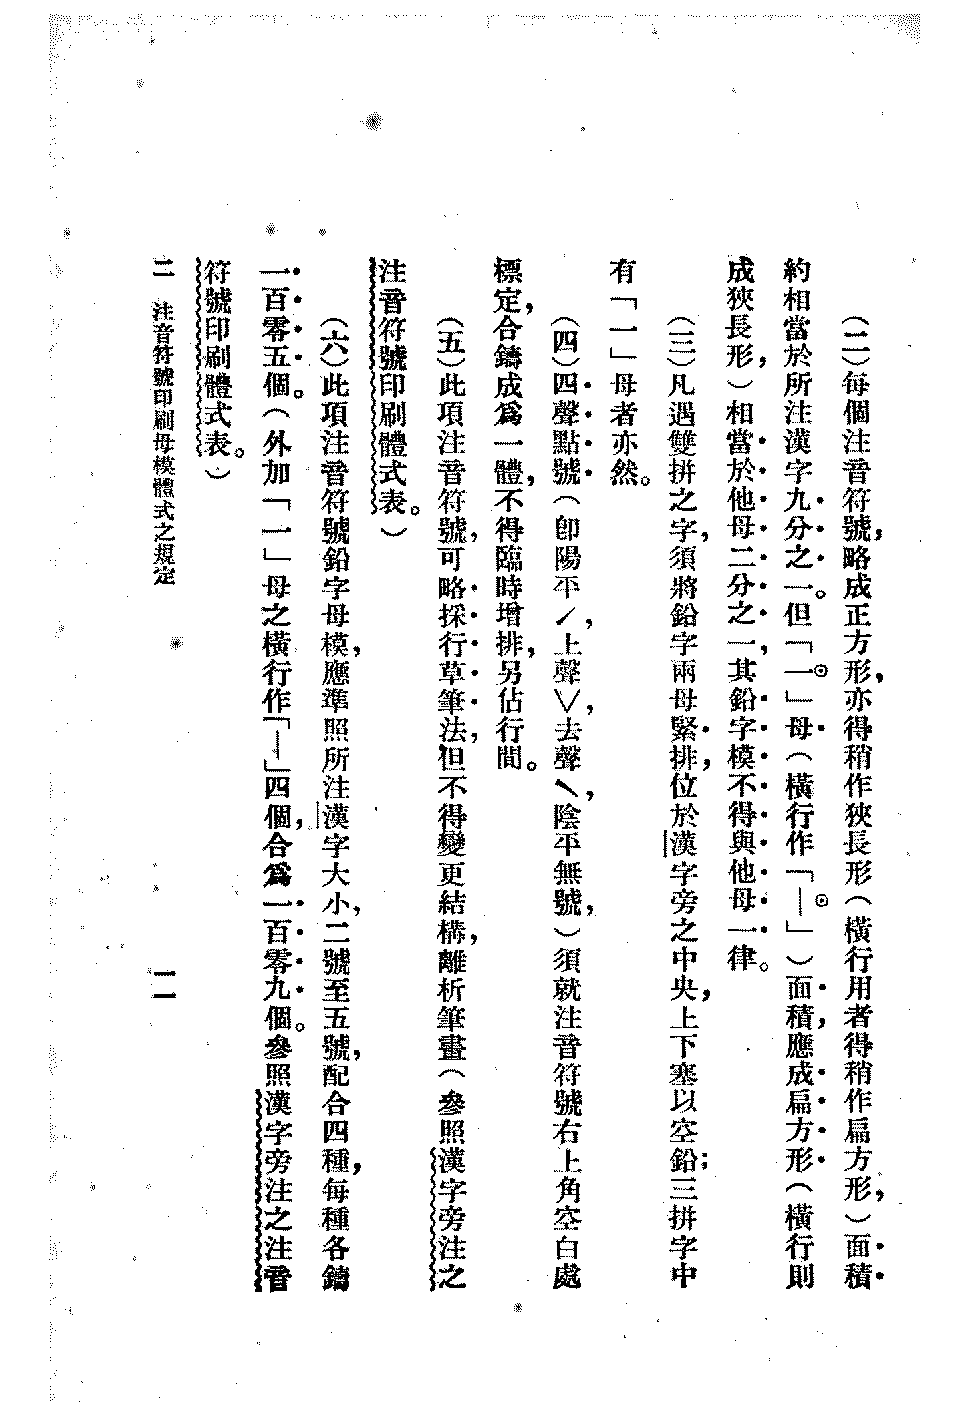 (二)每個注音符號，略成正方形，亦得稍作狹長形(橫行用者得稍作扁方形，)面積
約相當於所注漢字九分之一。但「一」母(橫行作「｜」)面積，應成扁方形(橫行則
成狹長形，)相當於他母二分之一，其鉛字模不得與他母一律。
(三)凡遇雙拼之字，須將鉛字兩母緊排，位於漢字旁之中央，上下塞以空鉛；三拼字中
有「一」母者亦然。
(四)四聲點號(卽陽平ˊ，上聲ˇ，去聲ˋ，陰平無號，)須就注音符號右上角空白處
標定，合鑄成爲一體，不得臨時增排，另佔行間。
(五)此項注音符號，可略採行草筆法，但不得變更結構，離析筆畫(參照漢字旁注之
注音符號印刷體式表。)
(六)此項注音符號鉛字母模，應準照所注漢字大小，二號至五號，配合四種，每種各鑄
一百零五個。(外加「一」母之橫行作「｜」四個，合爲一百零九個。參照漢字旁注之注音
符號印刷體式表。)
二　注音符號印刷母模體式之規定
一一